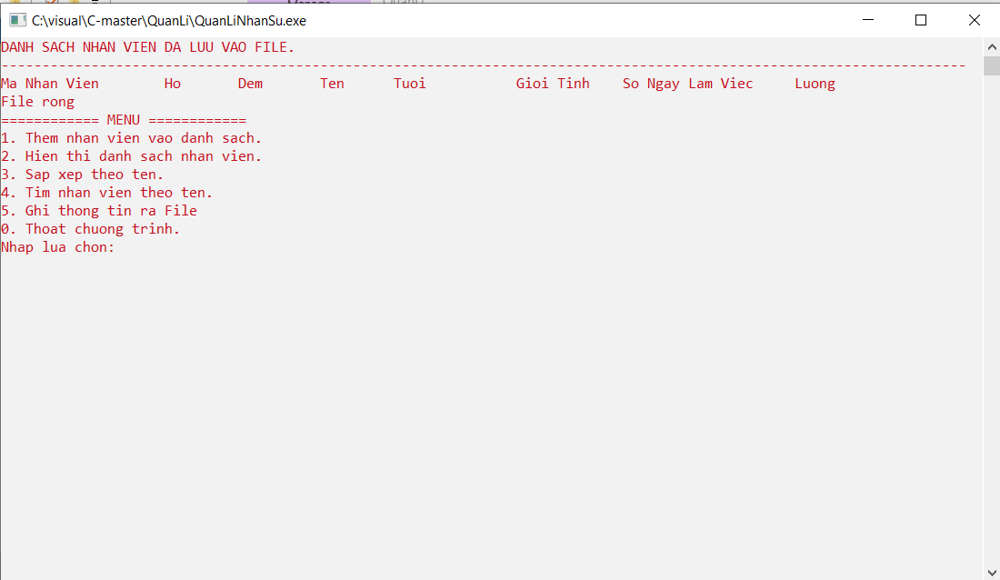 C:\visual\C-master\QuanLi\QuanLiNhanSu.exe
DANH SACH NHAN VIEN DA LUU VAO FILE.
----------------------------------------------------------------------------------------------------------------------
Ma Nhan Vien        Ho       Dem       Ten      Tuoi           Gioi Tinh    So Ngay Lam Viec     Luong
File rong
============ MENU ============
1. Them nhan vien vao danh sach.
2. Hien thi danh sach nhan vien.
3. Sap xep theo ten.
4. Tim nhan vien theo ten.
5. Ghi thong tin ra File
0. Thoat chuong trinh.
Nhap lua chon: